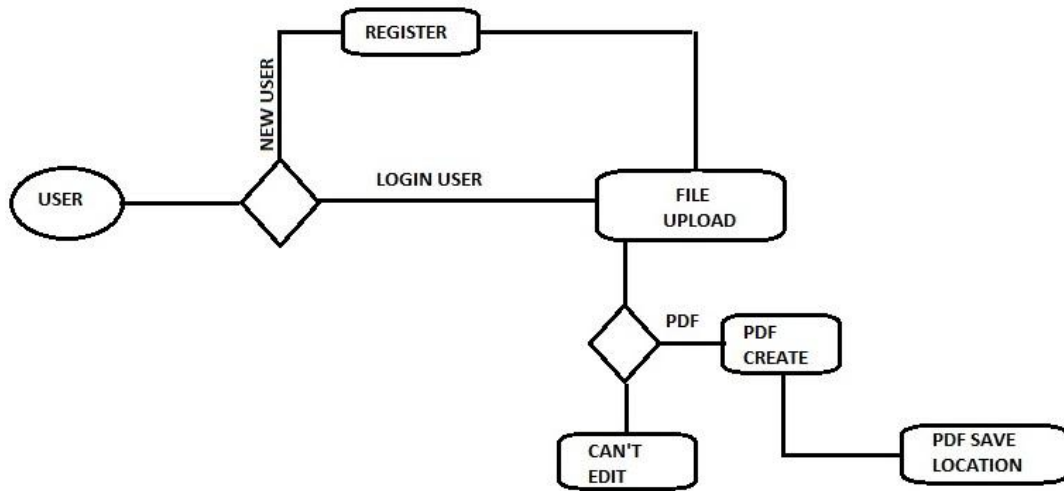 REGISTER
NEW USER
USER
LOGIN USER
FILE
UPLOAD
PDF
PDF
CREATE
CAN'T
EDIT
PDF SAVE
LOCATION